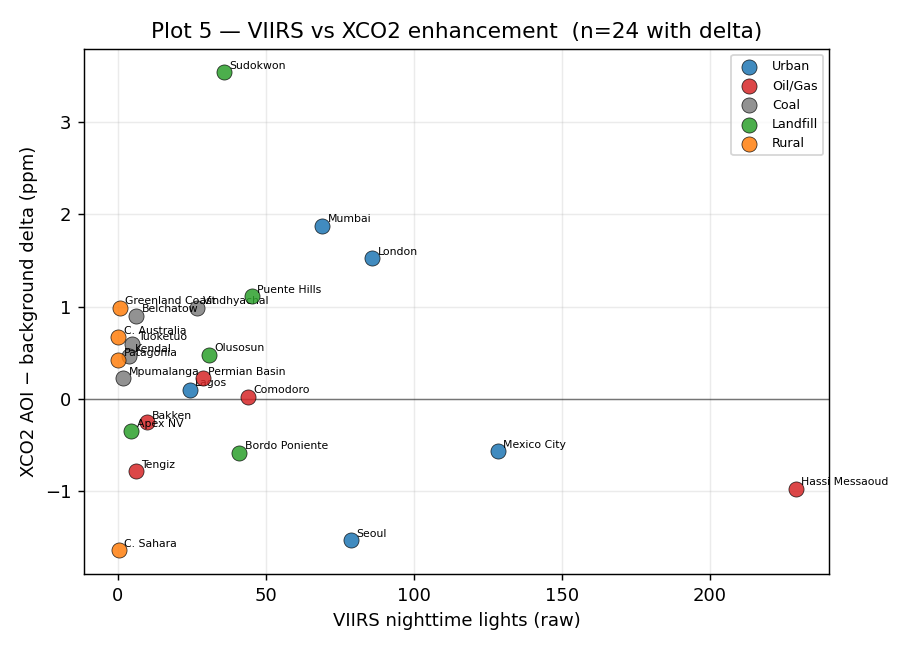 Plot 5 — VIIRS vs XCO2 enhancement (n=24 with delta)
XCO2 AOI − background delta (ppm)
3
2
1
0
−1
Urban
Oil/Gas
Coal
Landfill
Rural
Sudokwon
Mumbai
London
Puente Hills
Greenland Coast
Vindhyachal
Belchatow
C. Australia
Tuoketuo
Kendal
Patagonia
Olusosun
Mpumalanga
Permian Basin
Lagos
Comodoro
Bakken
Apex NV
Bordo Poniente
Mexico City
Tengiz
Hassi Messaoud
Seoul
C. Sahara
0 50 100 150 200
VIIRS nighttime lights (raw)